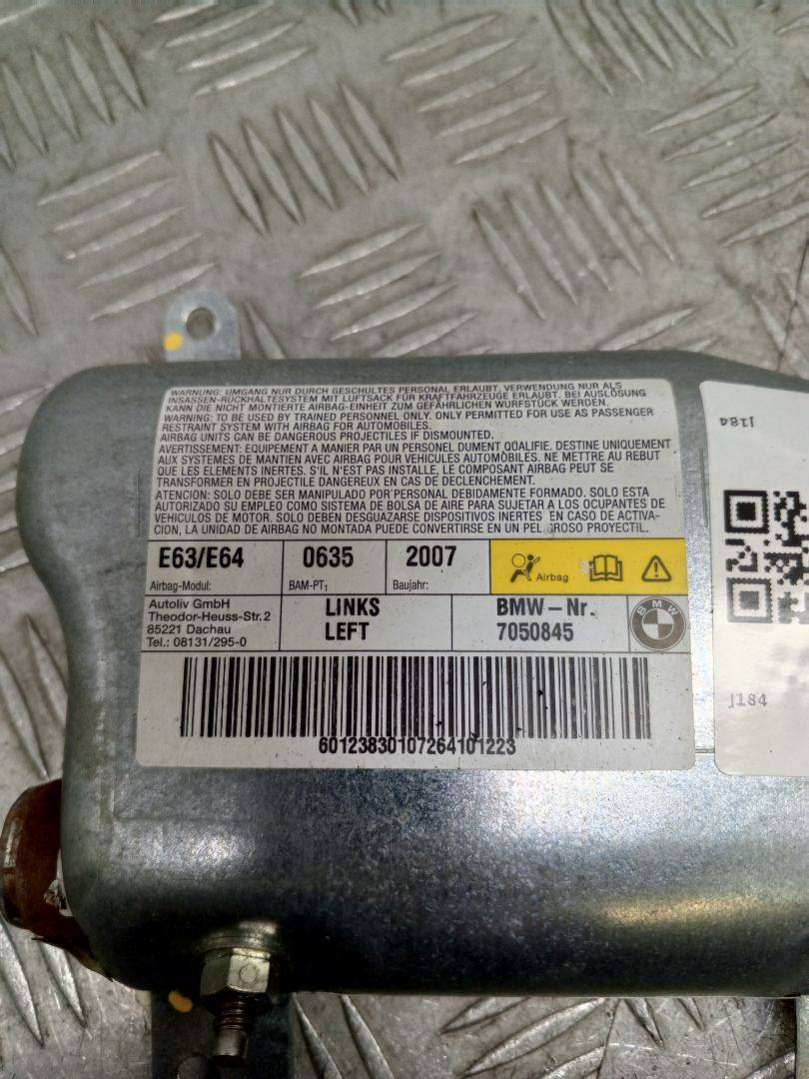 WARNUNG: UMGANG NUR DURCH GESCHULTES PERSONAL ERLAUBT. VERWENDUNG NUR ALS
INSASSEN-RÜCKHALTESYSTEM MIT LUFTSACK FÜR KRAFTFAHRZEUGE ERLAUBT. BEI AUSLÖSUNG
KANN DIE NICHT MONTIERTE AIRBAG-EINHEIT ZUM GEFÄHRLICHEN WURFSTÜCK WERDEN.
WARNING: TO BE USED BY TRAINED PERSONNEL ONLY. ONLY PERMITTED FOR USE AS PASSENGER
RESTRAINT SYSTEM WITH AIRBAG FOR AUTOMOBILES.
AIRBAG UNITS CAN BE DANGEROUS PROJECTILES IF DISMOUNTED.
AVERTISSEMENT: EQUIPEMENT A MANIER PAR UN PERSONEL DUMENT QOALIFIE. DESTINE UNIQUEMENT
AUX SYSTEMES DE MANTIEN AVEC AIRBAG POUR VEHICULES AUTOMOBILES. NE METTRE AU REBUT
QUE LES ELEMENTS INERTES. S'IL N'EST PAS INSTALLE, LE COMPOSANT AIRBAG PEUT SE
TRANSFORMER EN PROJECTILE DANGEREUX EN CAS DE DECLENCHEMENT.
ATENCION: SOLO DEBE SER MANIPULADO POR PERSONAL DEBIDAMENTE FORMADO. SOLO ESTA
AUTORIZADO SU EMPLEO COMO SISTEMA DE BOLSA DE AIRE PARA SUJETAR A LOS OCUPANTES DE
VEHICULOS DE MOTOR. SOLO DEBEN DESGUAZARSE DISPOSITIVOS INERTES EN CASO DE ACTIVA-
CION, LA UNIDAD DE AIRBAG NO MONTADA PUEDE CONVERTIRSE EN UN PEL GROSO PROYECTIL.
E63/E64 0635 2007
Airbag-Modul: BAM-PT1 Baujahr: Airbag
Autoliv GmbH
Theodor-Heuss-Str.2
85221 Dachau
Tel.: 08131/295-0
LINKS
LEFT
BMW-Nr.
7050845
BMW
60123830107264101223
J184
J184